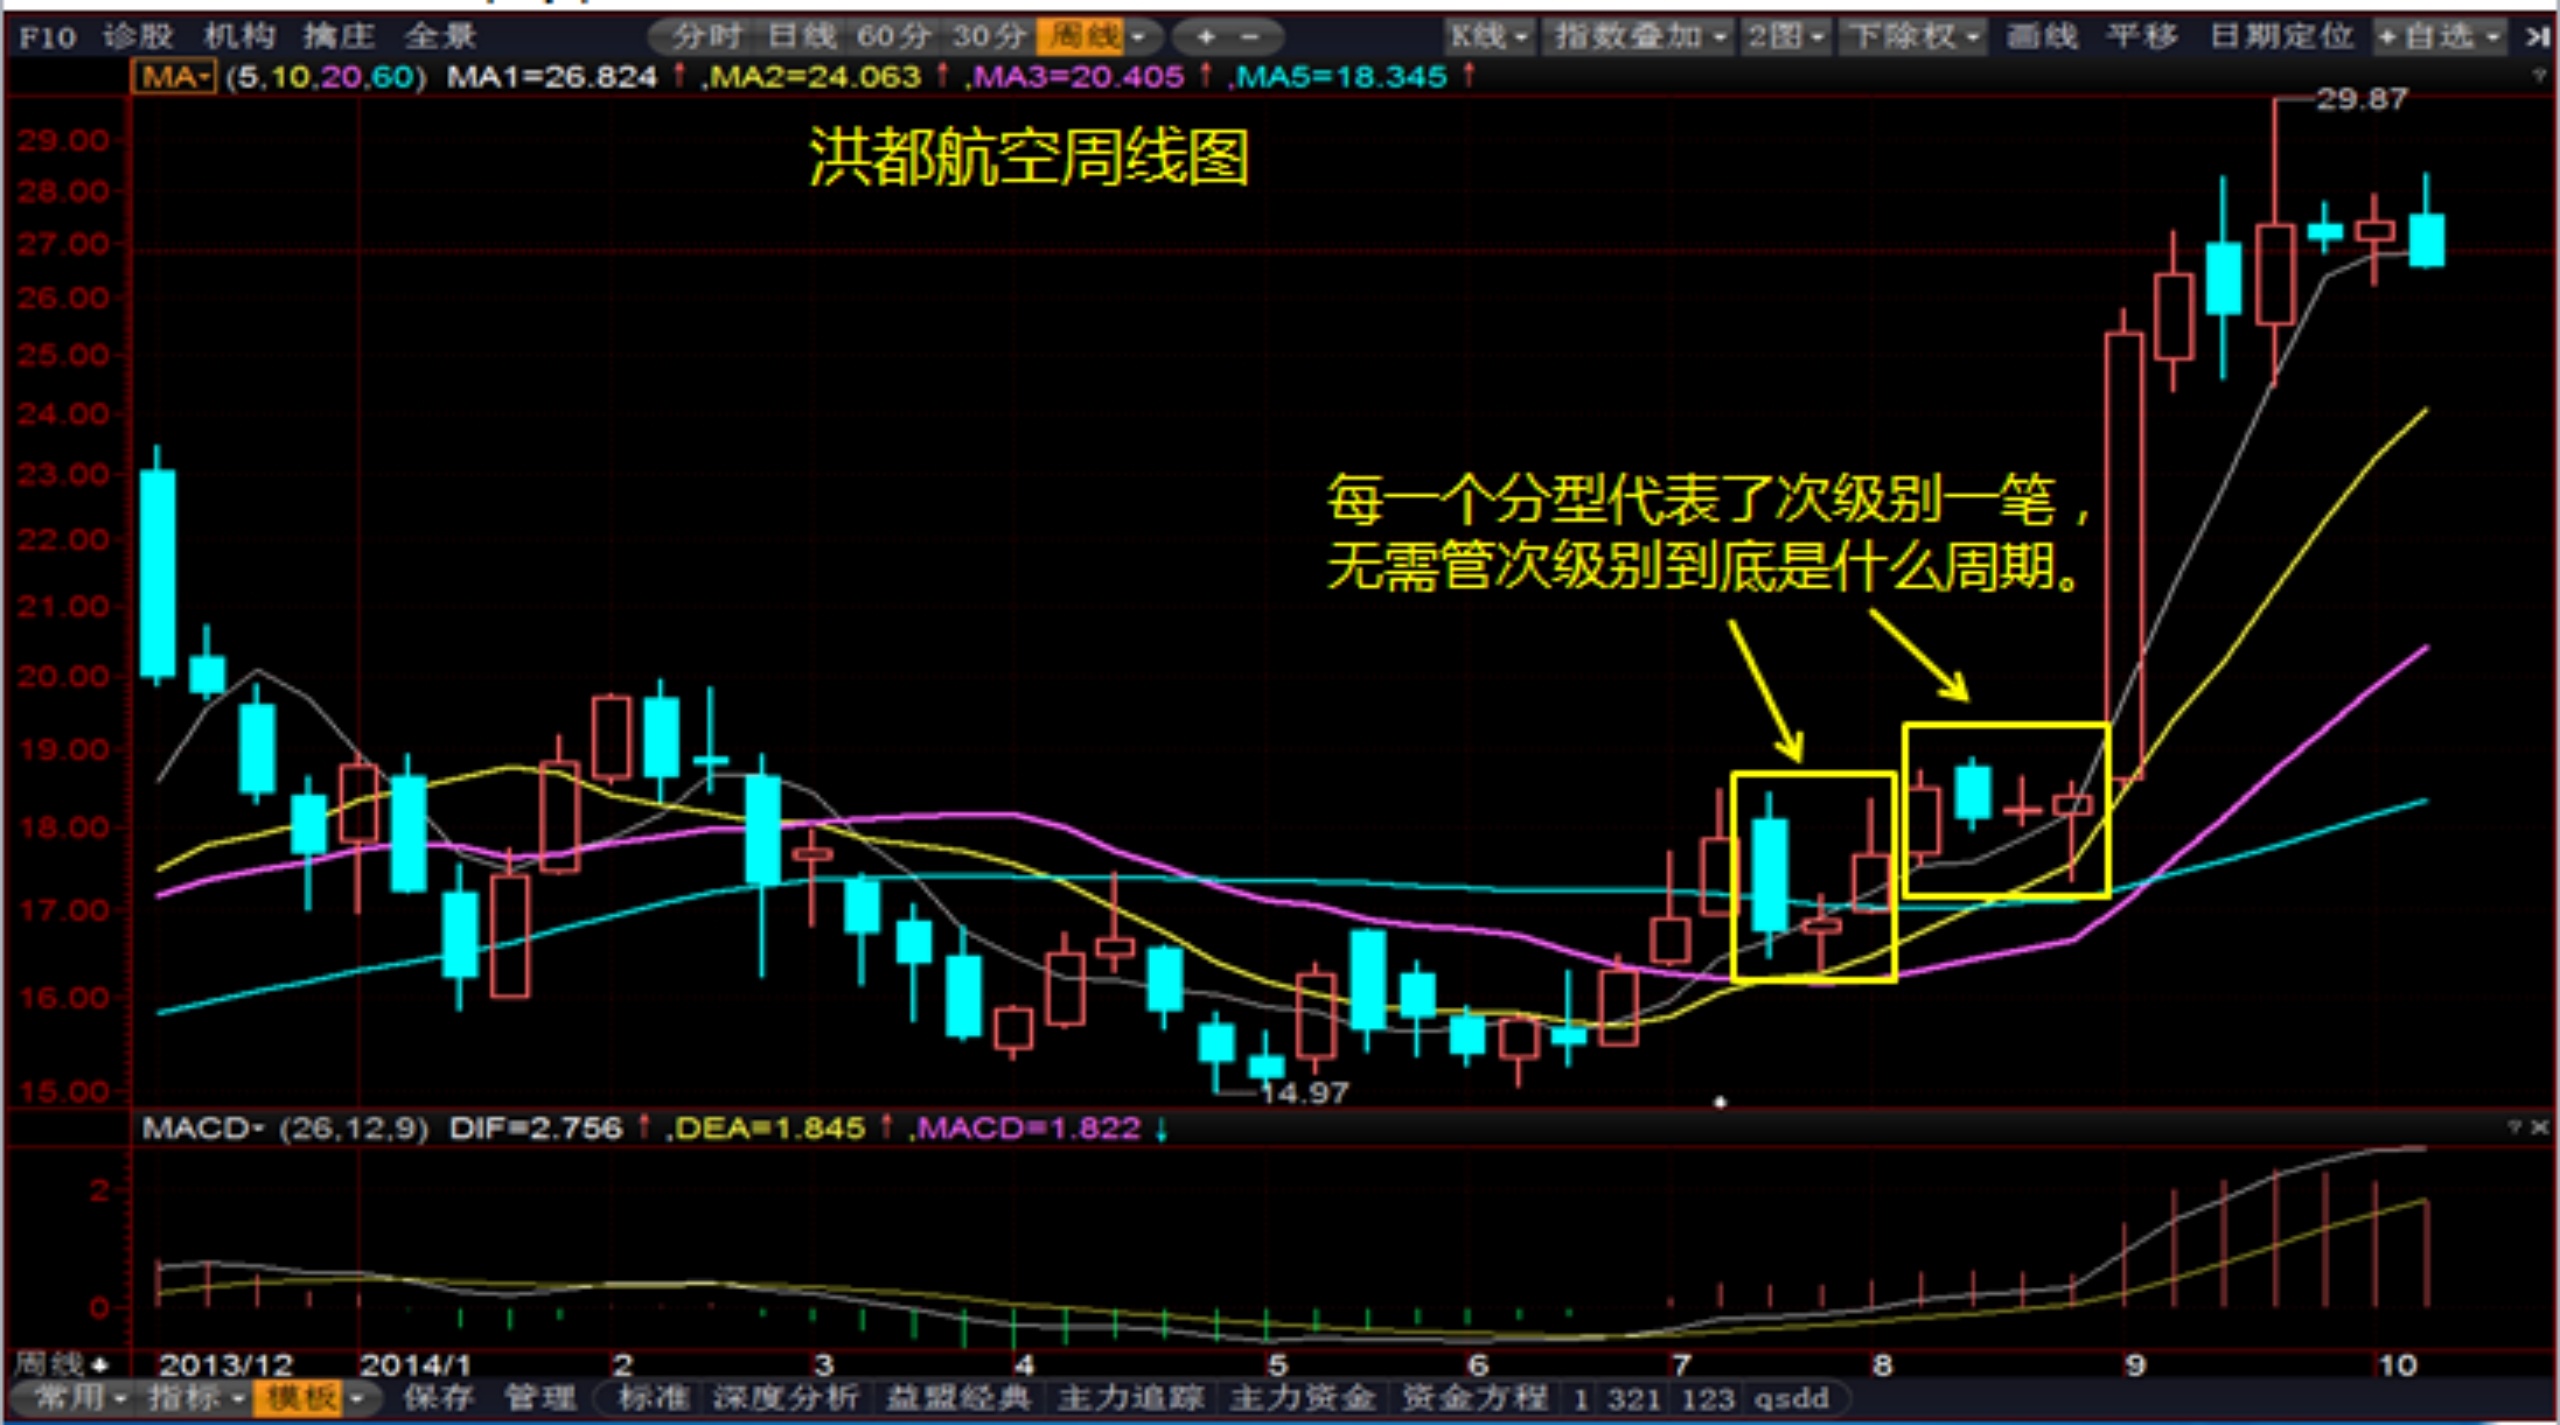 F10 诊股 机构 擒庄 全景 分时 日线 60分 30分 周线 + - K线 指数叠加 2图 下除权 画线 平移 日期定位 +自选
MA (5,10,20,60) MA1=26.824 ↑ ,MA2=24.063 ↑ ,MA3=20.405 ↑ ,MA5=18.345 ↑ ?
29.87
洪都航空周线图
29.00
28.00
27.00
26.00
25.00
24.00
23.00
每一个分型代表了次级别一笔，
22.00
无需管次级别到底是什么周期。
21.00
20.00
19.00
18.00
17.00
16.00
15.00
14.97
MACD (26,12,9) DIF=2.756 ↑ ,DEA=1.845 ↑ ,MACD=1.822 ↓ ? ×
2
0
周线 2013/12 2014/1 2 3 4 5 6 7 8 9 10
常用 指标 模板 保存 管理 标准 深度分析 益盟经典 主力追踪 主力资金 资金方程 1 321 123 qsdd